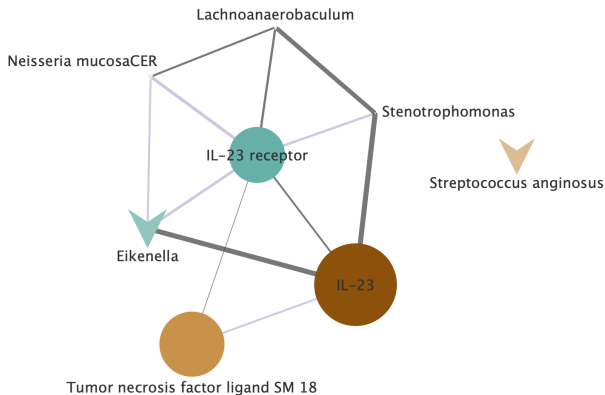 Lachnoanaerobaculum
Neisseria mucosaCER
Stenotrophomonas
IL-23 receptor
Streptococcus anginosus
Eikenella
IL-23
Tumor necrosis factor ligand SM 18